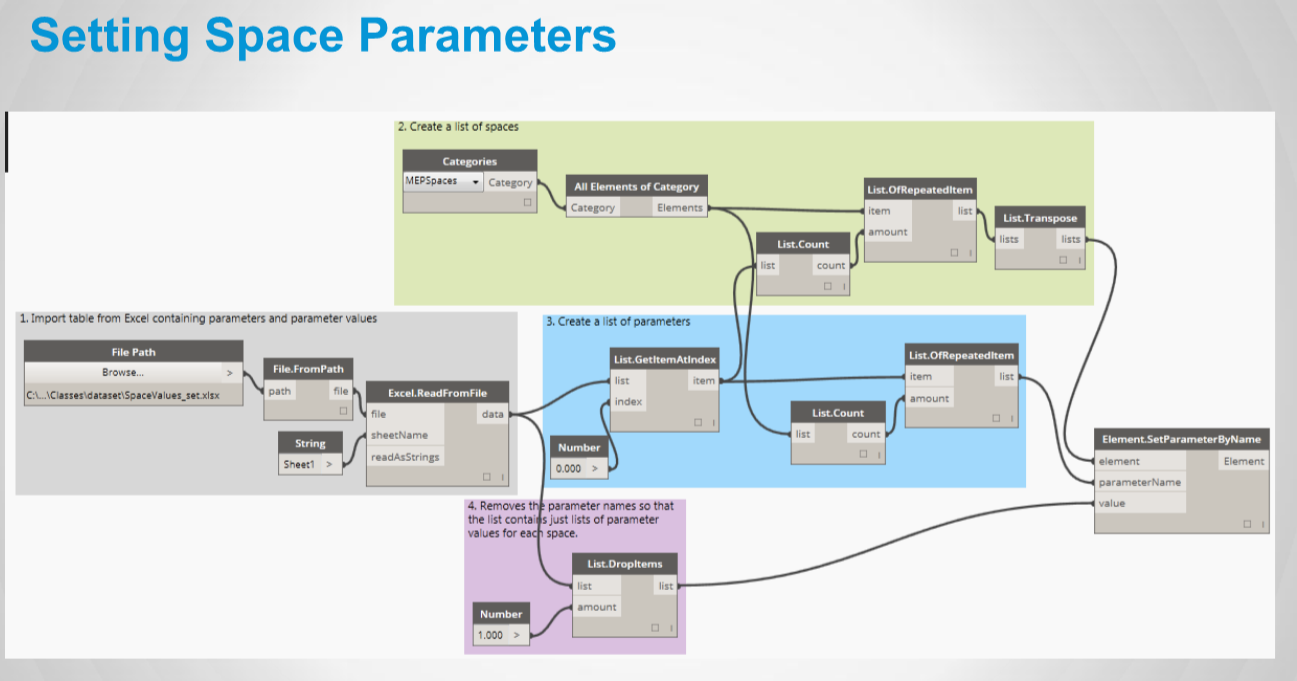 Setting Space Parameters
2. Create a list of spaces
Categories
MEPSpaces
Category
All Elements of Category
Category
Elements
List.OfRepeatedItem
item
list
amount
List.Transpose
lists
lists
List.Count
list
count
1. Import table from Excel containing parameters and parameter values
File Path
Browse...
>
C:\...\Classes\dataset\SpaceValues_set.xlsx
File.FromPath
path
file
Excel.ReadFromFile
file
data
sheetName
readAsStrings
String
Sheet1 >
3. Create a list of parameters
List.GetItemAtIndex
list
item
index
Number
0.000 >
List.Count
list
count
List.OfRepeatedItem
item
list
amount
Element.SetParameterByName
element
Element
parameterName
value
4. Removes the parameter names so that
the list contains just lists of parameter
values for each space.
List.DropItems
list
list
amount
Number
1.000 >